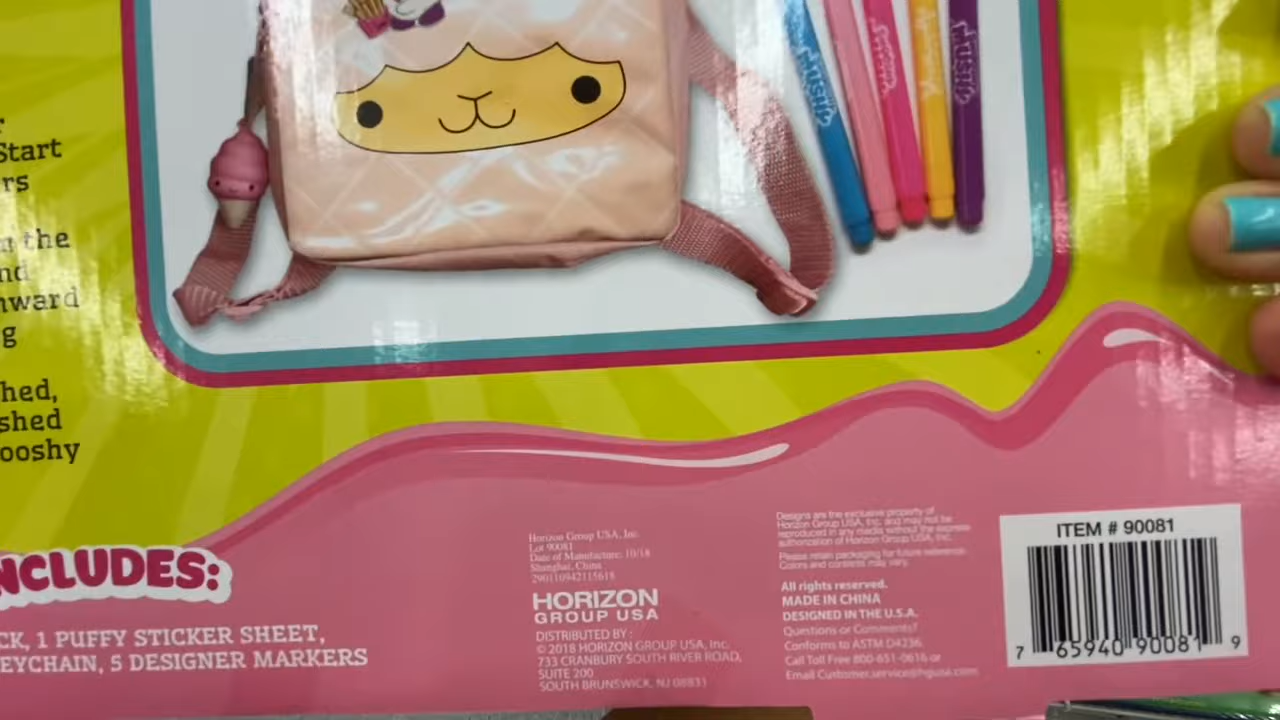 Start
rs
the
nd
ward
g
hed,
shed
ooshy
NCLUDES:
CK, 1 PUFFY STICKER SHEET,
EYCHAIN, 5 DESIGNER MARKERS
Horizon Group USA, Inc.
Lot 90081
Date of Manufacture: 10/18
Shanghai, China
290110942115618
HORIZON
GROUP USA
DISTRIBUTED BY:
© 2018 HORIZON GROUP USA, Inc.
733 CRANBURY SOUTH RIVER ROAD,
SUITE 200
SOUTH BRUNSWICK, NJ 08831
Designs are the exclusive property of
Horizon Group USA, Inc. and may not be
reproduced in any media without the express
authorization of Horizon Group USA, Inc.
Please retain packaging for future reference.
Colors and contents may vary.
All rights reserved.
MADE IN CHINA
DESIGNED IN THE U.S.A.
Questions or Comments?
Conforms to ASTM D4236
Call Toll Free 800-651-0616 or
Email Customer.service@hgusa.com
ITEM # 90081
7 65940 90081 9